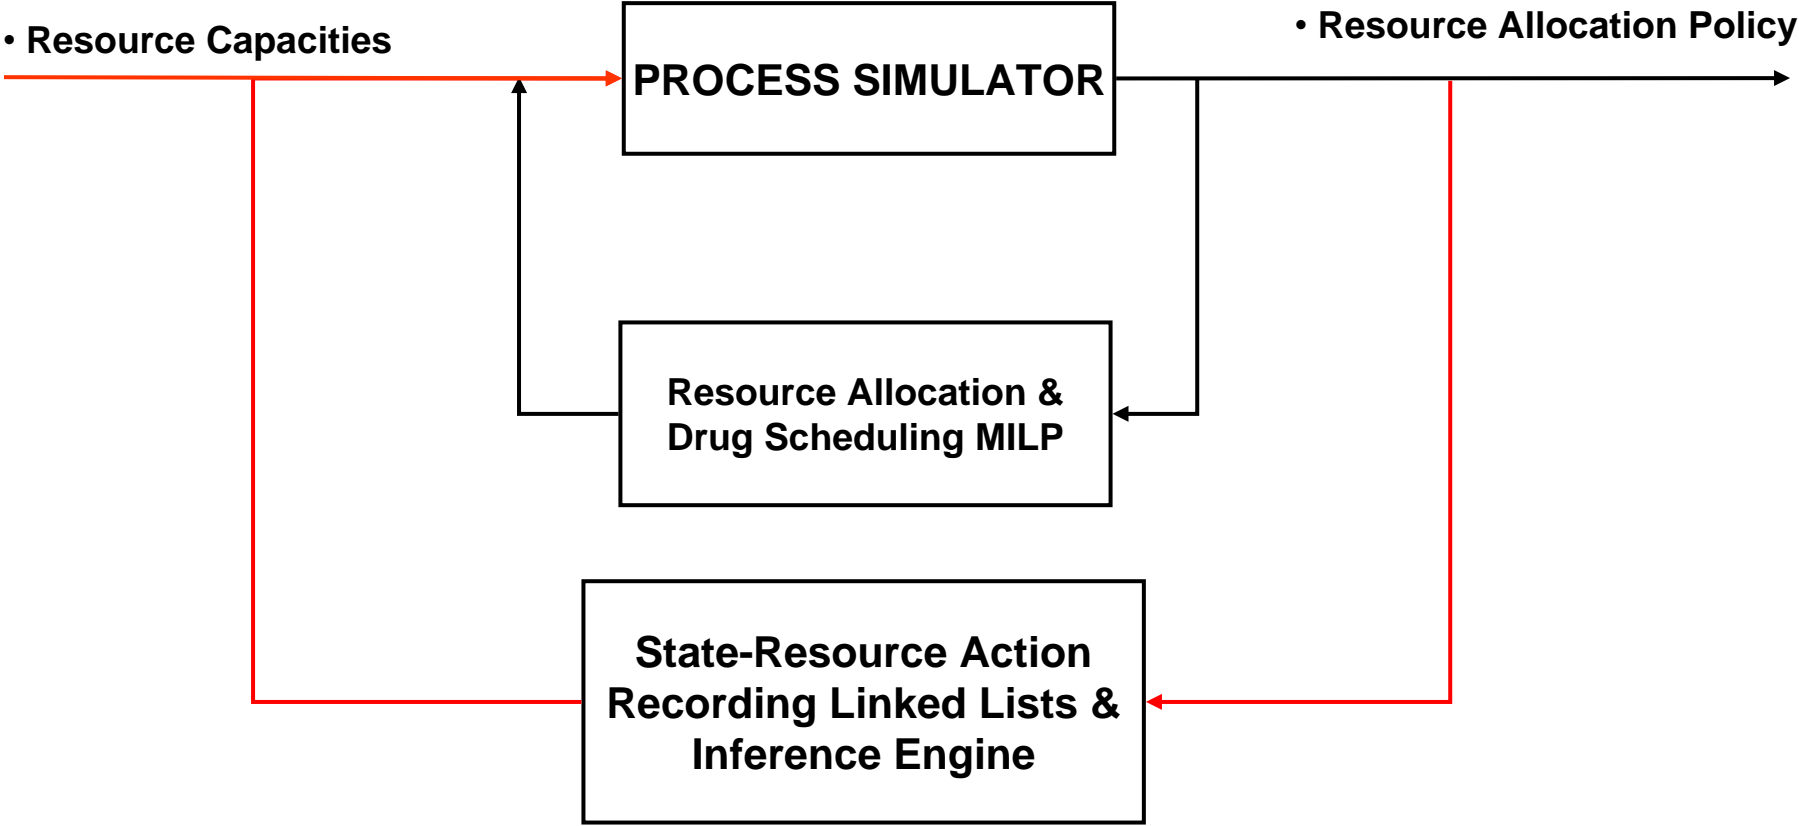 • Resource Capacities
• Resource Allocation Policy
PROCESS SIMULATOR
Resource Allocation &
Drug Scheduling MILP
State-Resource Action
Recording Linked Lists &
Inference Engine